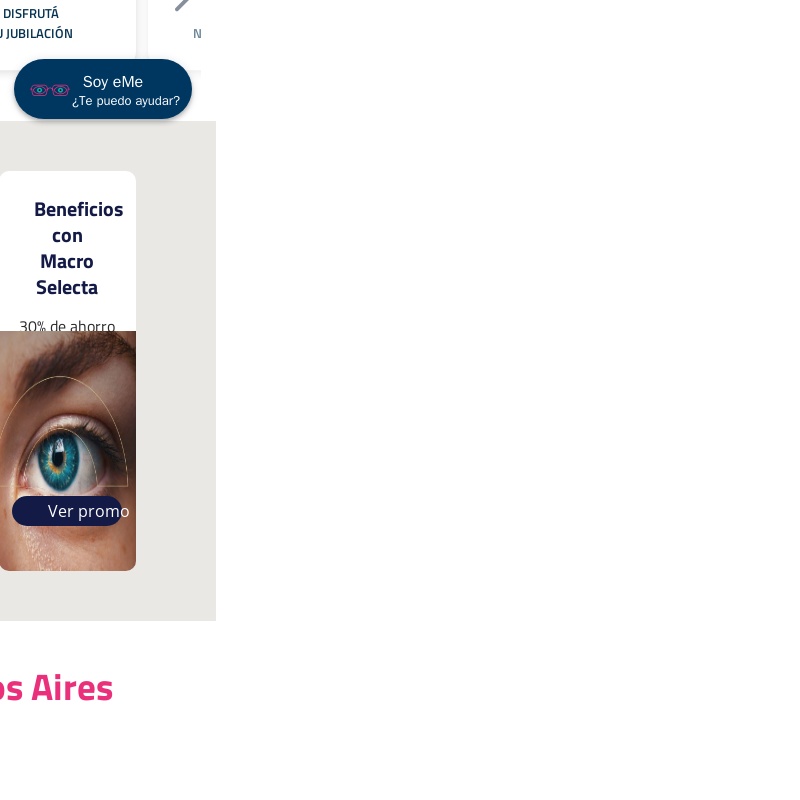 DISFRUTÁ
JUBILACIÓN
Soy eMe
¿Te puedo ayudar?
Beneficios
con
Macro
Selecta
30% de ahorro
Ver promo
os Aires